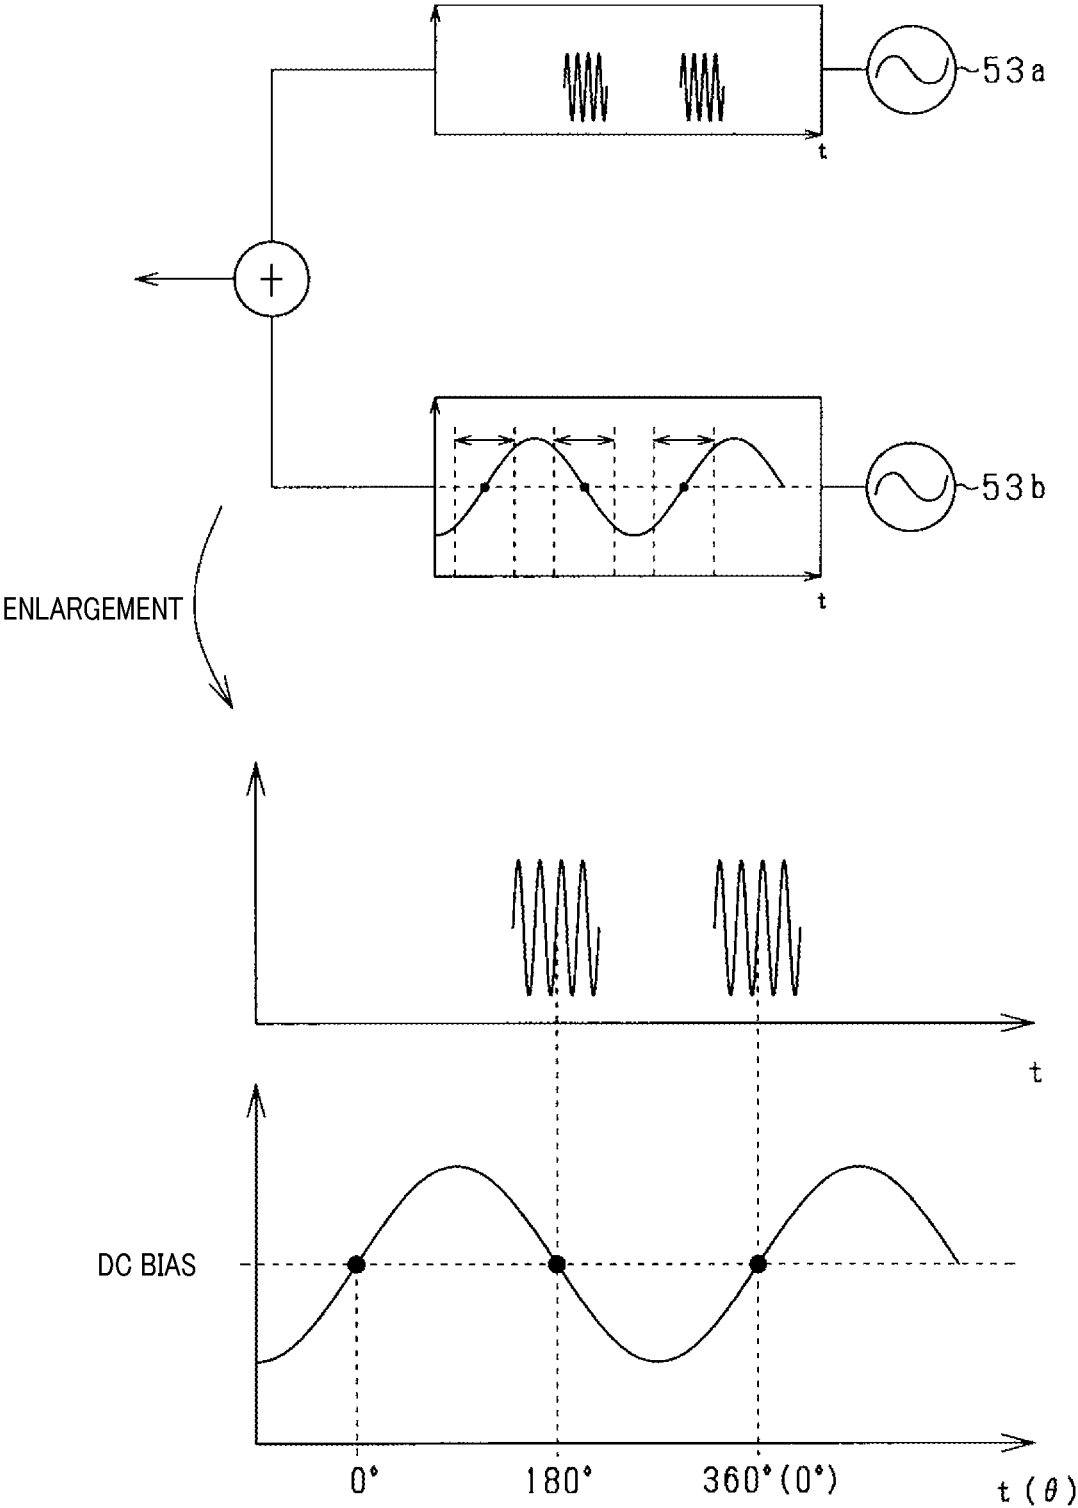 53a
t
+
53b
t
ENLARGEMENT
t
DC BIAS
0° 180° 360°(0°) t(θ)